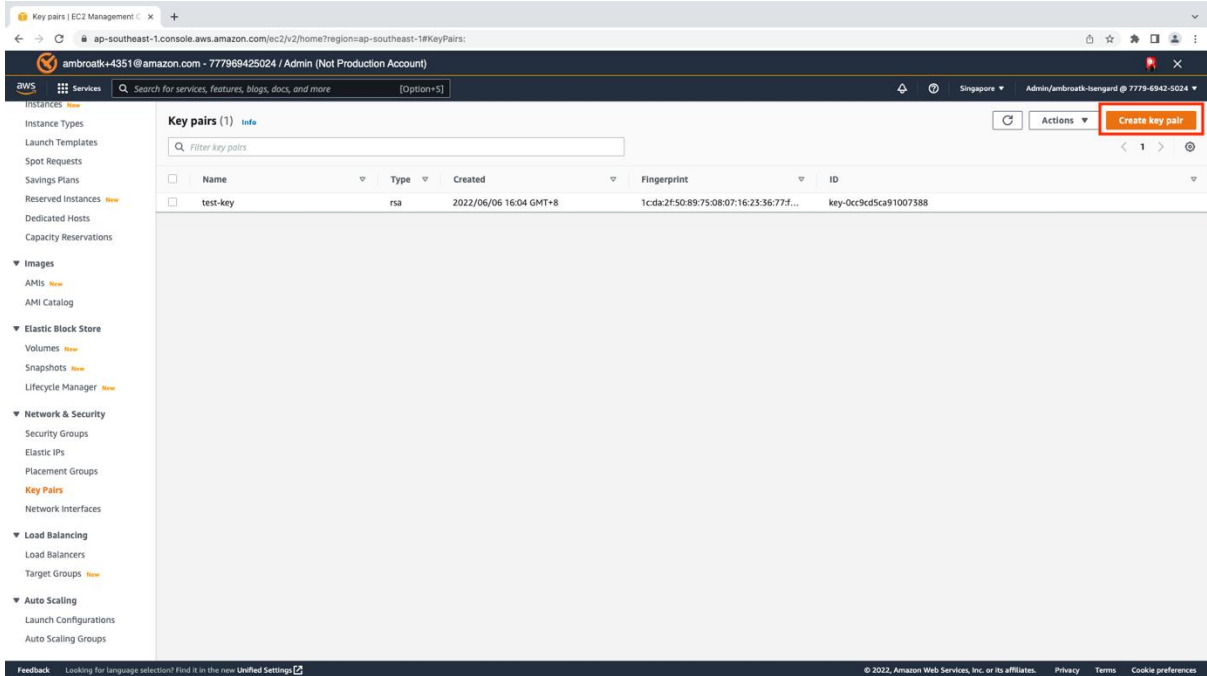 Key pairs | EC2 Management C
ap-southeast-1.console.aws.amazon.com/ec2/v2/home?region=ap-southeast-1#KeyPairs:
ambroatk+4351@amazon.com - 777969425024 / Admin (Not Production Account)
aws Services Search for services, features, blogs, docs, and more [Option+S] Singapore Admin/ambroatk-Isengard @ 7779-6942-5024
Instances New
Instance Types
Launch Templates
Spot Requests
Savings Plans
Reserved Instances New
Dedicated Hosts
Capacity Reservations
Images
AMIs New
AMI Catalog
Elastic Block Store
Volumes New
Snapshots New
Lifecycle Manager New
Network & Security
Security Groups
Elastic IPs
Placement Groups
Key Pairs
Network Interfaces
Load Balancing
Load Balancers
Target Groups New
Auto Scaling
Launch Configurations
Auto Scaling Groups
Key pairs (1) Info Actions Create key pair
Filter key pairs 1
Name Type Created Fingerprint ID
test-key rsa 2022/06/06 16:04 GMT+8 1c:da:2f:50:89:75:08:07:16:23:36:77:f... key-0cc9cd5ca91007388
Feedback Looking for language selection? Find it in the new Unified Settings © 2022, Amazon Web Services, Inc. or its affiliates. Privacy Terms Cookie preferences